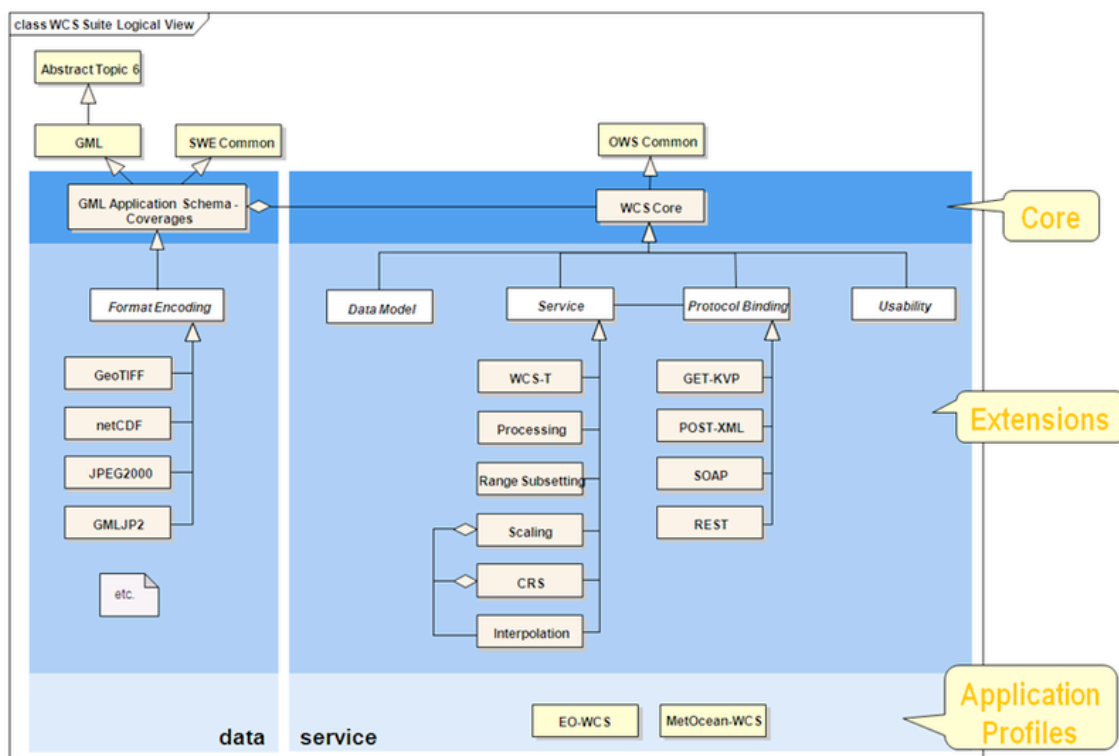 class WCS Suite Logical View
Abstract Topic 6
GML
SWE Common
OWS Common
GML Application Schema -
Coverages
WCS Core
Core
Format Encoding
Data Model
Service
Protocol Binding
Usability
GeoTIFF
netCDF
JPEG2000
GMLJP2
etc.
WCS-T
Processing
Range Subsetting
Scaling
CRS
Interpolation
GET-KVP
POST-XML
SOAP
REST
Extensions
data
service
EO-WCS
MetOcean-WCS
Application
Profiles